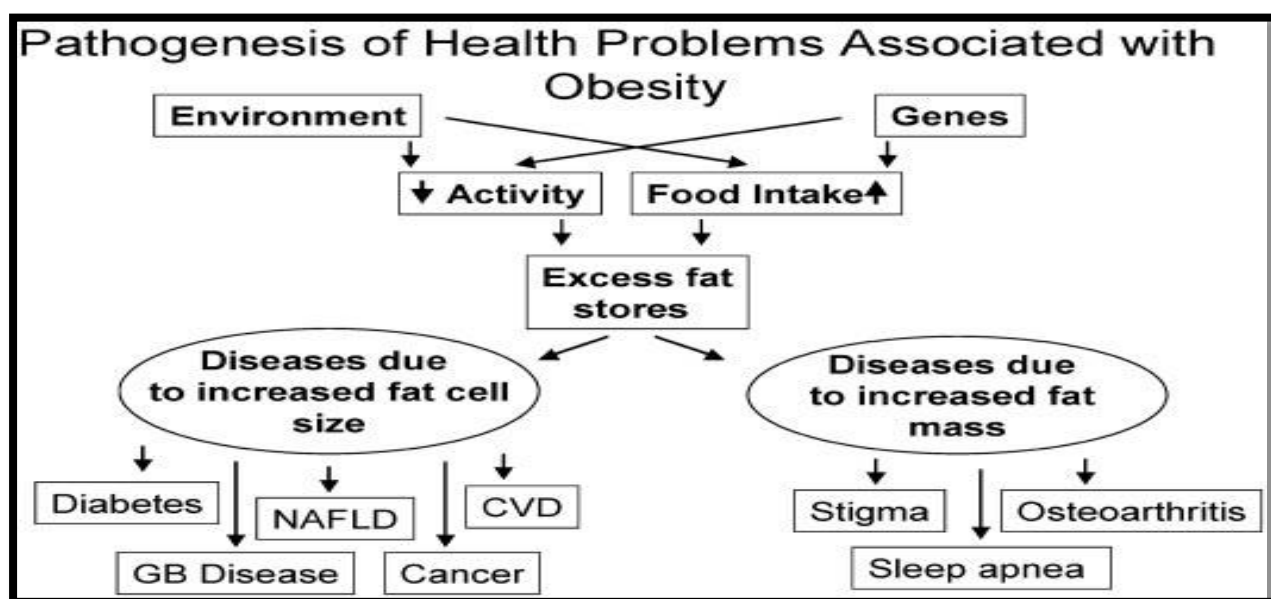 Pathogenesis of Health Problems Associated with
Obesity
Environment
Genes
↓ Activity
Food Intake↑
Excess fat
stores
Diseases due
to increased fat cell
size
Diseases due
to increased fat
mass
Diabetes
NAFLD
CVD
GB Disease
Cancer
Stigma
Osteoarthritis
Sleep apnea